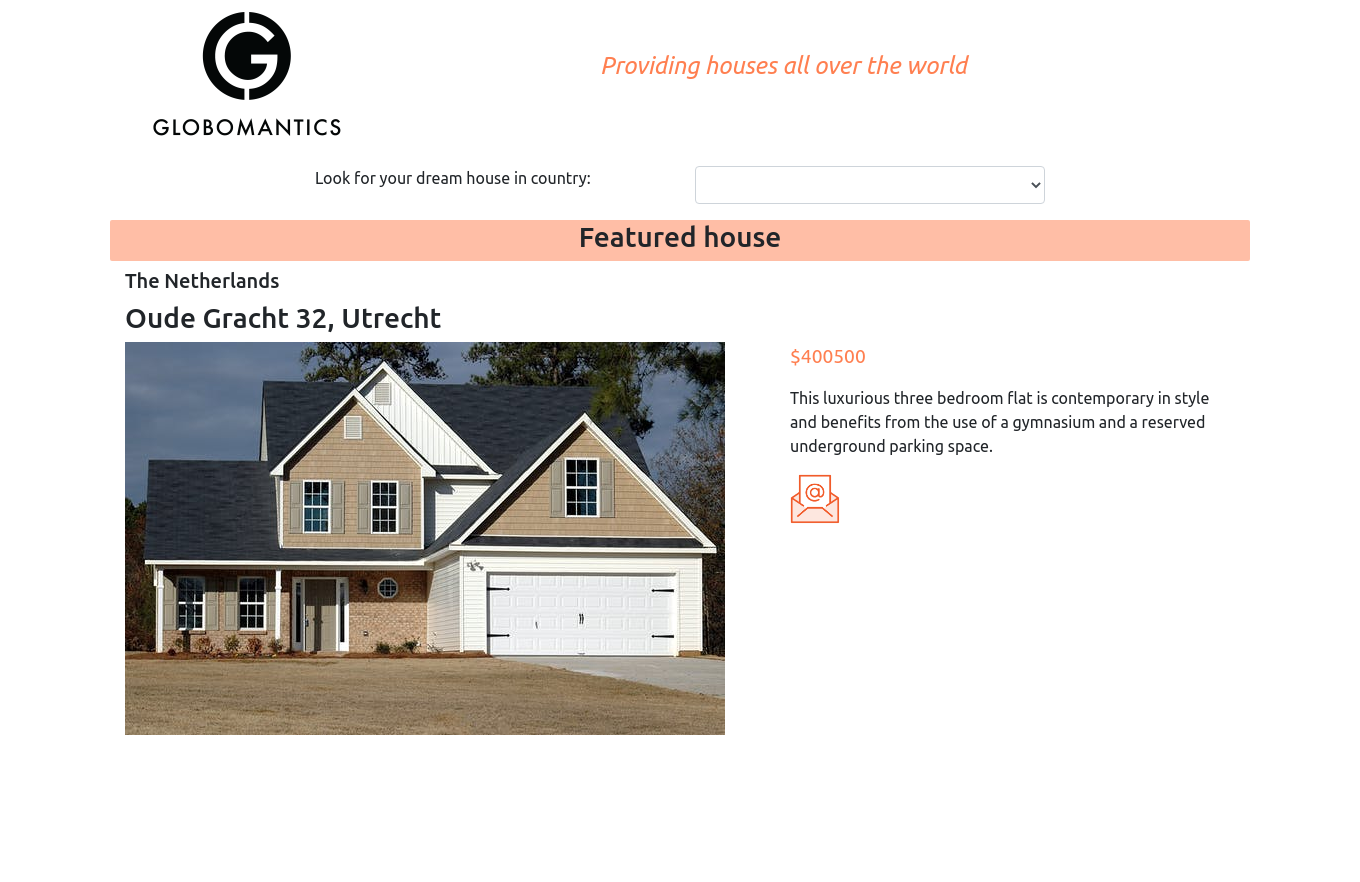 G
GLOBOMANTICS
Providing houses all over the world
Look for your dream house in country:
Featured house
The Netherlands
Oude Gracht 32, Utrecht
$400500
This luxurious three bedroom flat is contemporary in style
and benefits from the use of a gymnasium and a reserved
underground parking space.
@